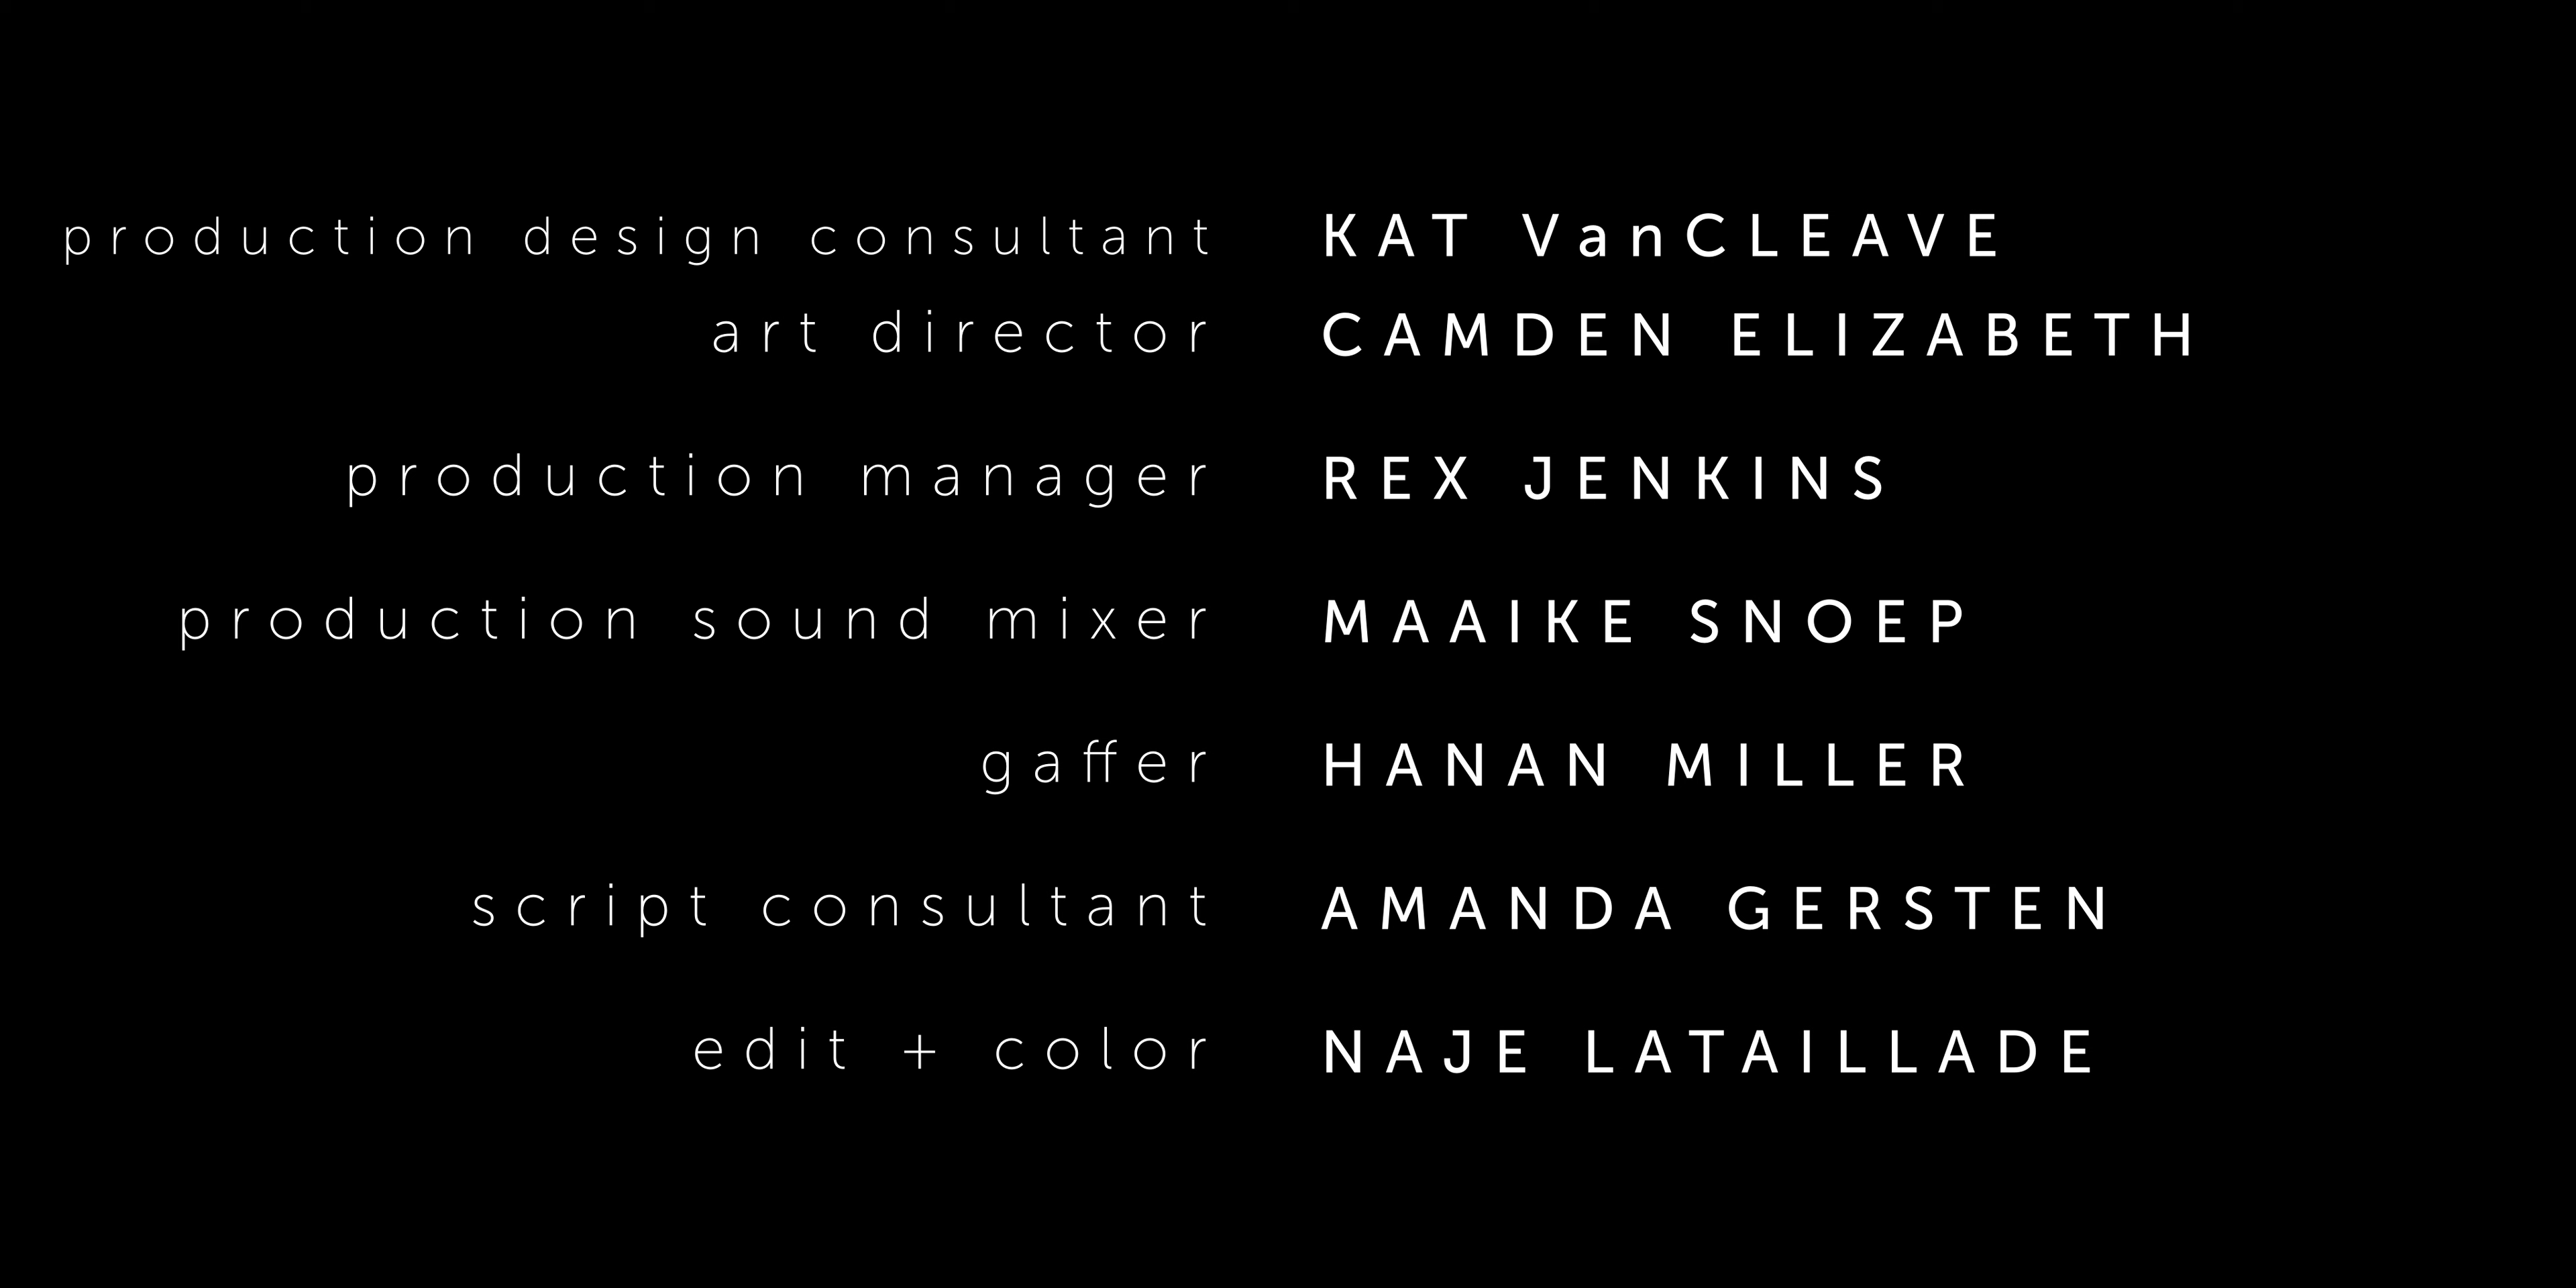 production design consultant KAT VanCLEAVE
art director CAMDEN ELIZABETH
production manager REX JENKINS
production sound mixer MAAIKE SNOEP
gaffer HANAN MILLER
script consultant AMANDA GERSTEN
edit + color NAJE LATAILLADE